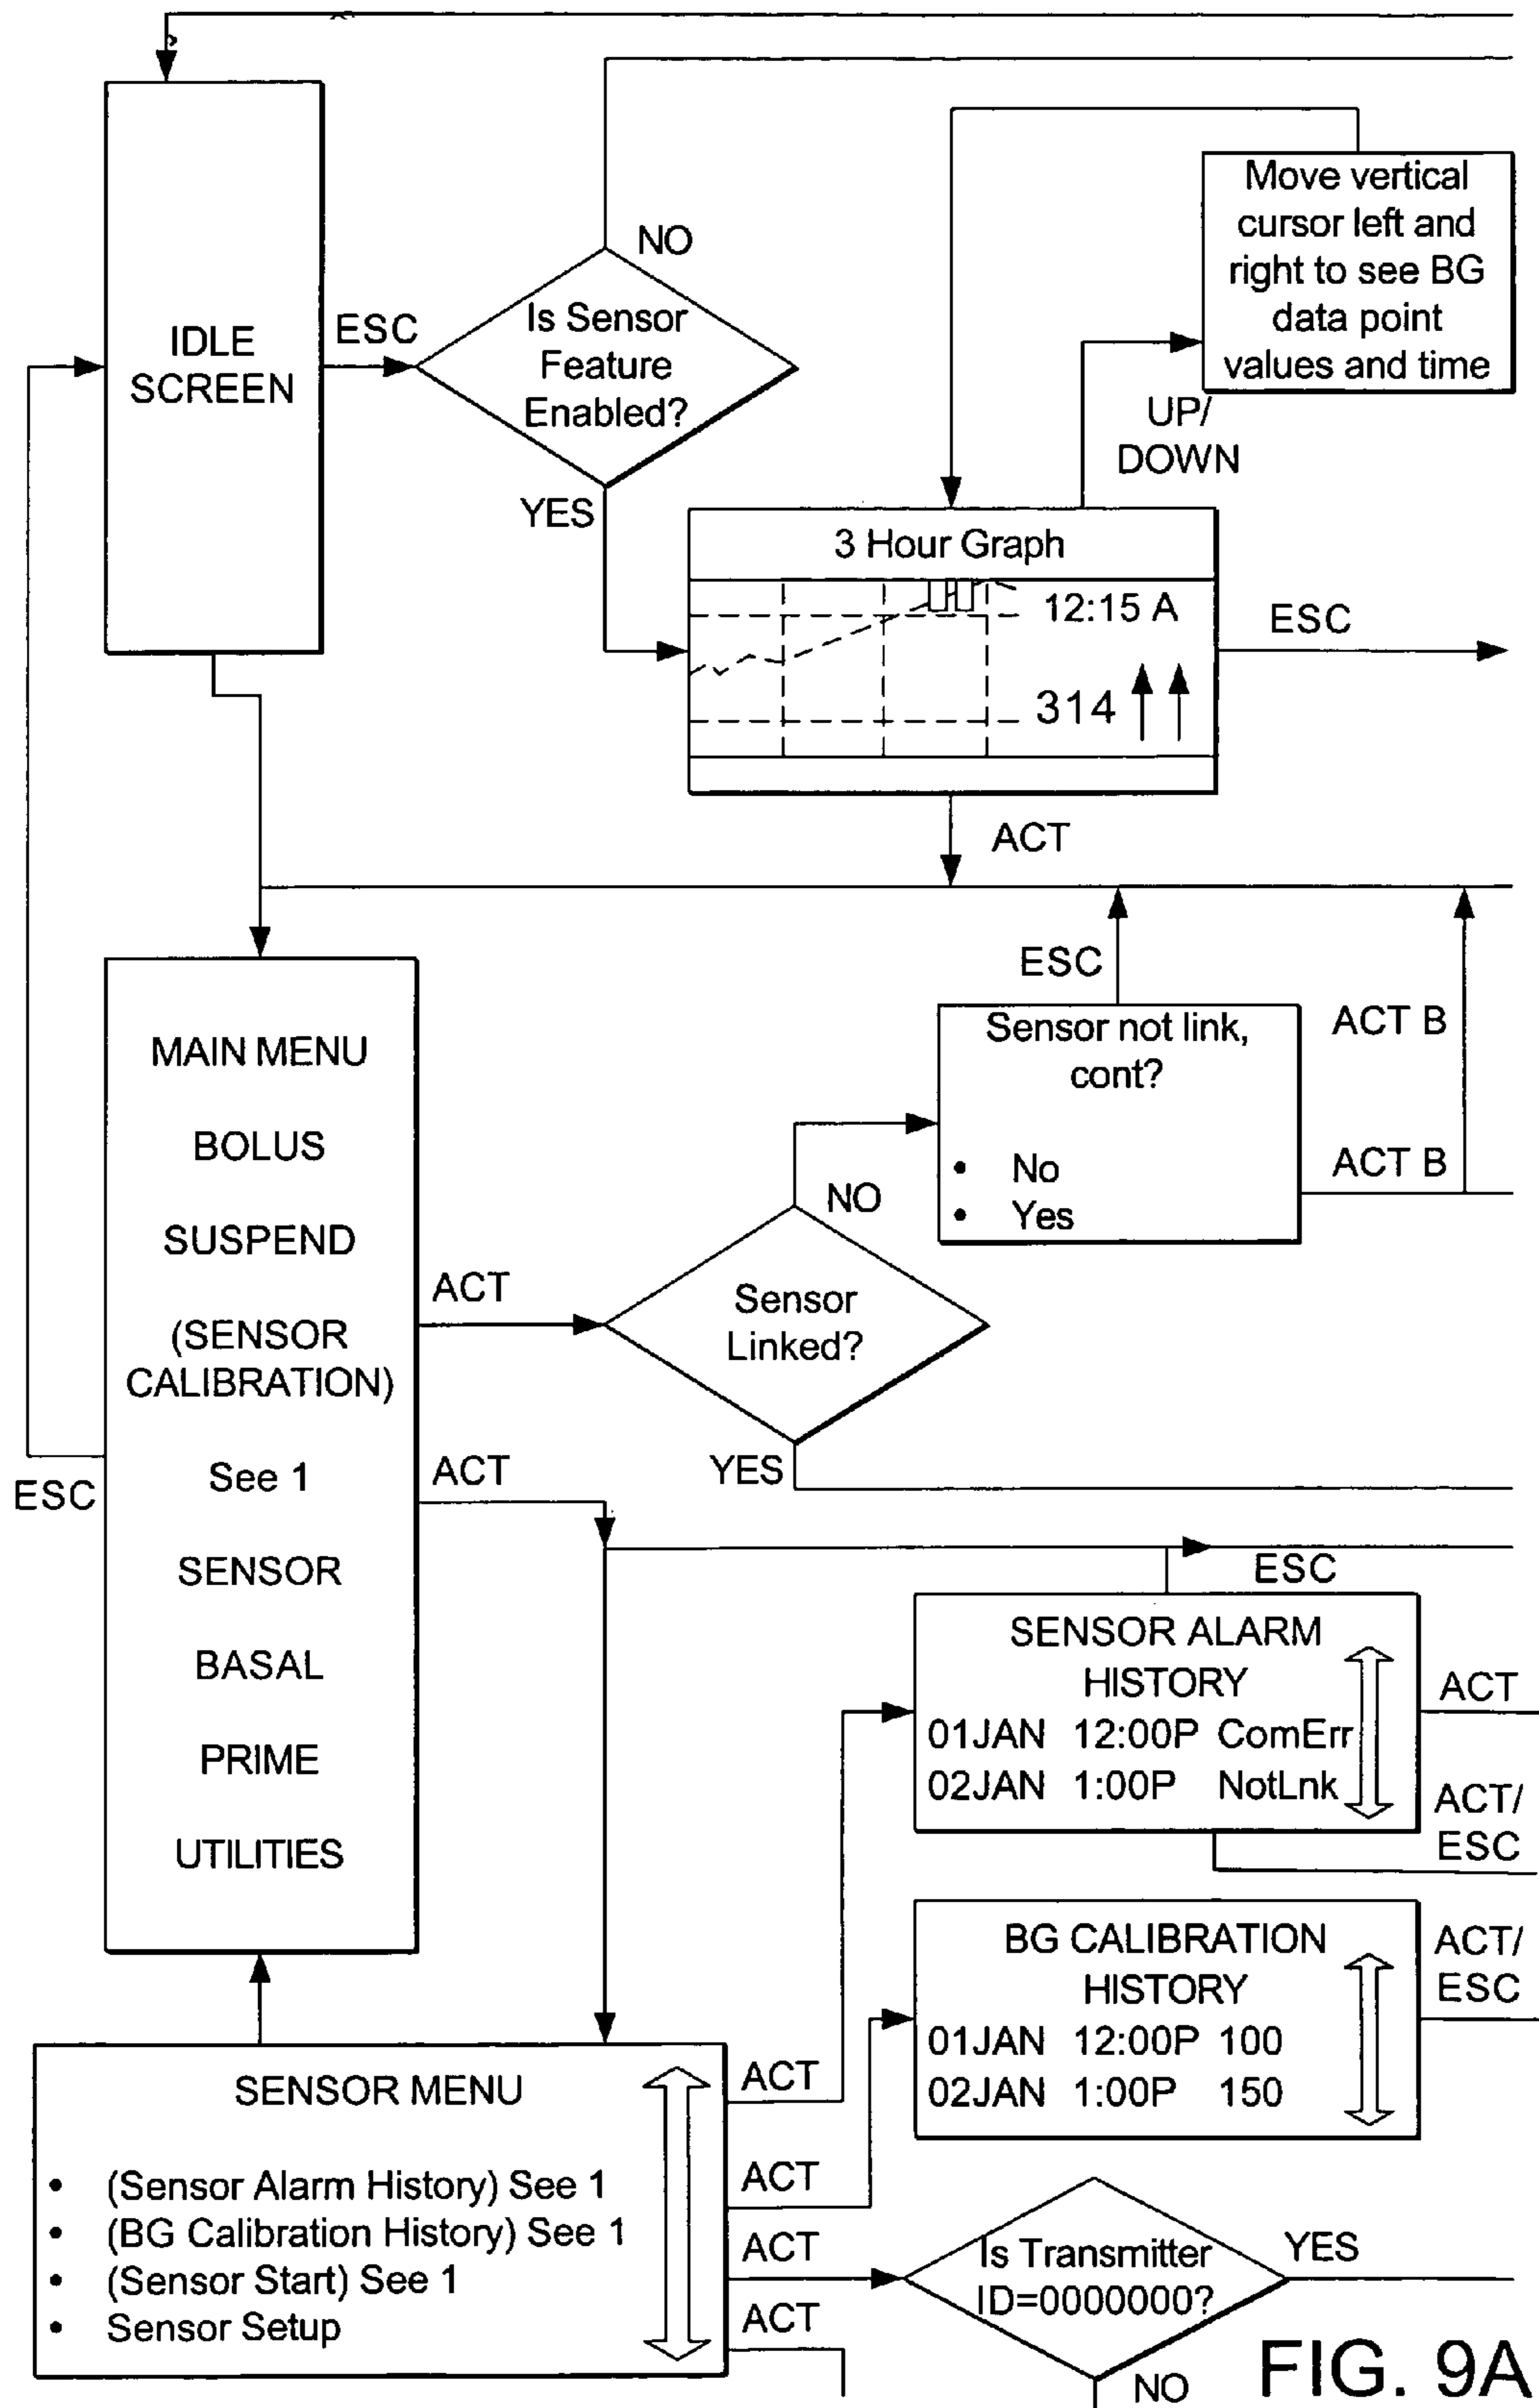 IDLE
SCREEN
ESC
NO
Is Sensor
Feature
Enabled?
YES
Move vertical
cursor left and
right to see BG
data point
values and time
UP/
DOWN
3 Hour Graph
12:15 A
314
ESC
ACT
MAIN MENU
BOLUS
SUSPEND
(SENSOR
CALIBRATION)
See 1
SENSOR
BASAL
PRIME
UTILITIES
ESC
ACT
ACT
Sensor
Linked?
NO
YES
ESC
Sensor not link,
cont?
• No
• Yes
ACT B
ACT B
ESC
SENSOR ALARM
HISTORY
01JAN 12:00P ComErr
02JAN 1:00P NotLnk
ACT
ACT/
ESC
BG CALIBRATION
HISTORY
01JAN 12:00P 100
02JAN 1:00P 150
ACT/
ESC
SENSOR MENU
• (Sensor Alarm History) See 1
• (BG Calibration History) See 1
• (Sensor Start) See 1
• Sensor Setup
ACT
ACT
ACT
ACT
Is Transmitter
ID=0000000?
YES
NO
FIG. 9A